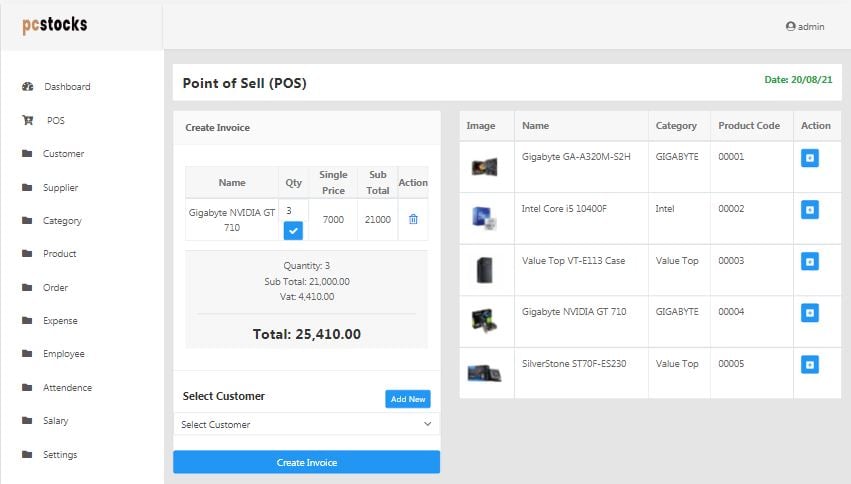 pcstocks
admin
Dashboard
POS
Customer
Supplier
Category
Product
Order
Expense
Employee
Attendence
Salary
Settings
Point of Sell (POS)
Date: 20/08/21
Create Invoice
Name Qty Single Price Sub Total Action
Gigabyte NVIDIA GT 710 3 7000 21000
Quantity: 3
Sub Total: 21,000.00
Vat: 4,410.00
Total: 25,410.00
Select Customer
Add New
Select Customer
Create Invoice
Image Name Category Product Code Action
Gigabyte GA-A320M-S2H GIGABYTE 00001
Intel Core i5 10400F Intel 00002
Value Top VT-E113 Case Value Top 00003
Gigabyte NVIDIA GT 710 GIGABYTE 00004
SilverStone ST70F-ES230 Value Top 00005